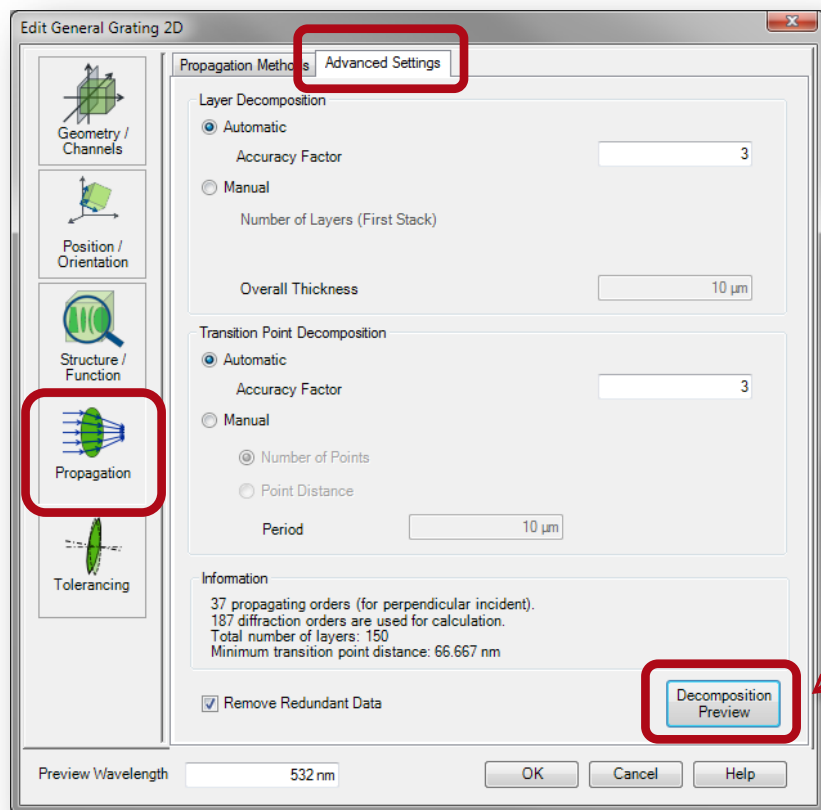 Edit General Grating 2D
Geometry /
Channels
Position /
Orientation
Structure /
Function
Propagation
Tolerancing
Propagation Methods
Advanced Settings
Layer Decomposition
Automatic
Accuracy Factor 3
Manual
Number of Layers (First Stack)
Overall Thickness 10 µm
Transition Point Decomposition
Automatic
Accuracy Factor 3
Manual
Number of Points
Point Distance
Period 10 µm
Information
37 propagating orders (for perpendicular incident).
187 diffraction orders are used for calculation.
Total number of layers: 150
Minimum transition point distance: 66.667 nm
Remove Redundant Data
Decomposition
Preview
Preview Wavelength 532 nm
OK Cancel Help